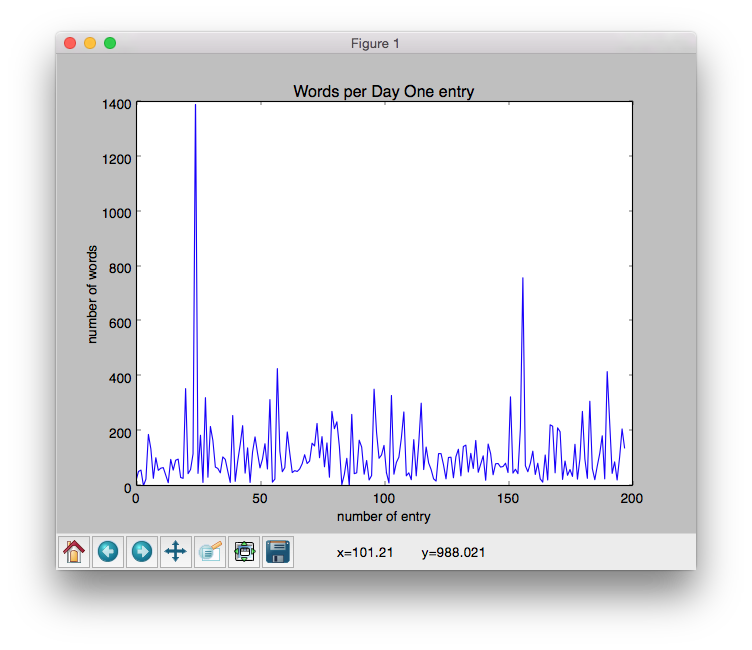 Figure 1
Words per Day One entry
1400
1200
1000
800
600
400
200
0
number of words
0 50 100 150 200
number of entry
x=101.21 y=988.021